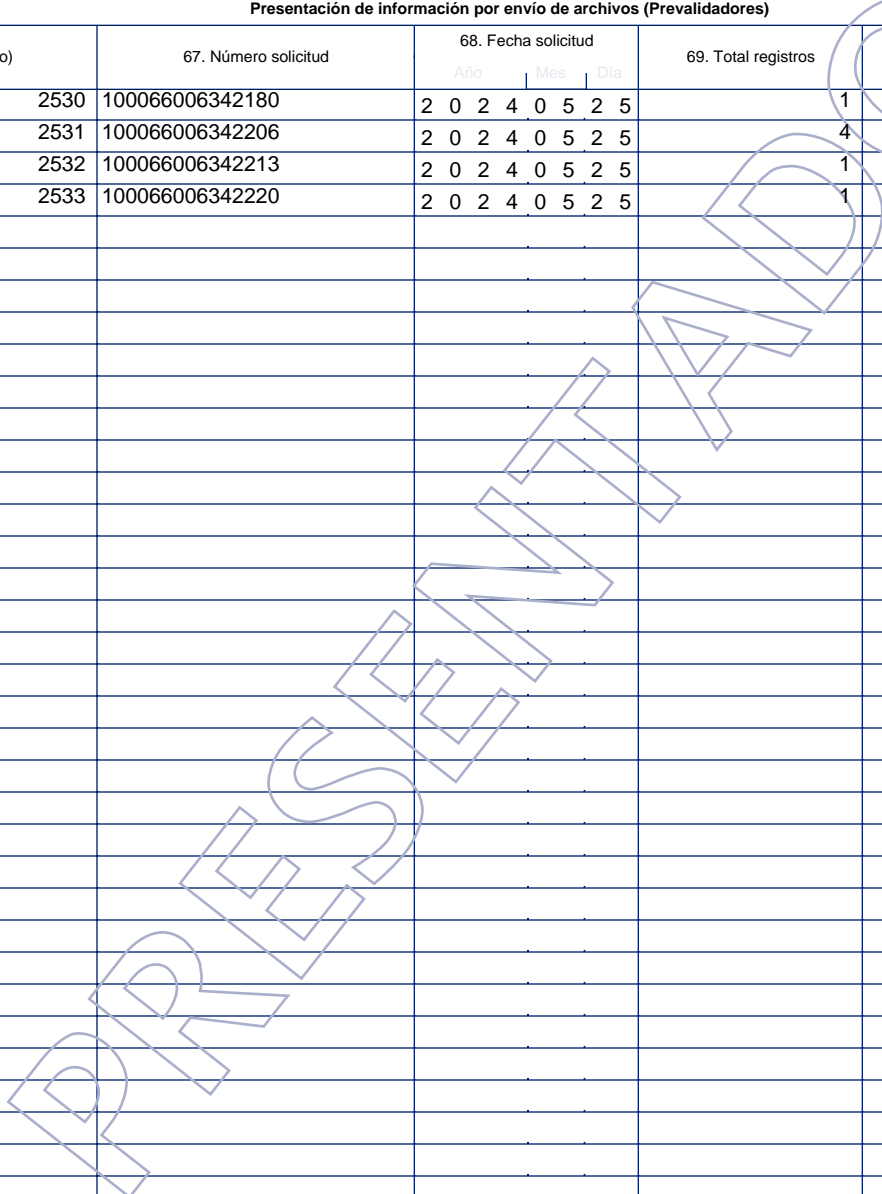 Presentación de información por envío de archivos (Prevalidadores)
o) 67. Número solicitud 68. Fecha solicitud 69. Total registros
Año Mes Día
2530 100066006342180 2 0 2 4 0 5 2 5 1
2531 100066006342206 2 0 2 4 0 5 2 5 4
2532 100066006342213 2 0 2 4 0 5 2 5 1
2533 100066006342220 2 0 2 4 0 5 2 5 1
PRESENTADO